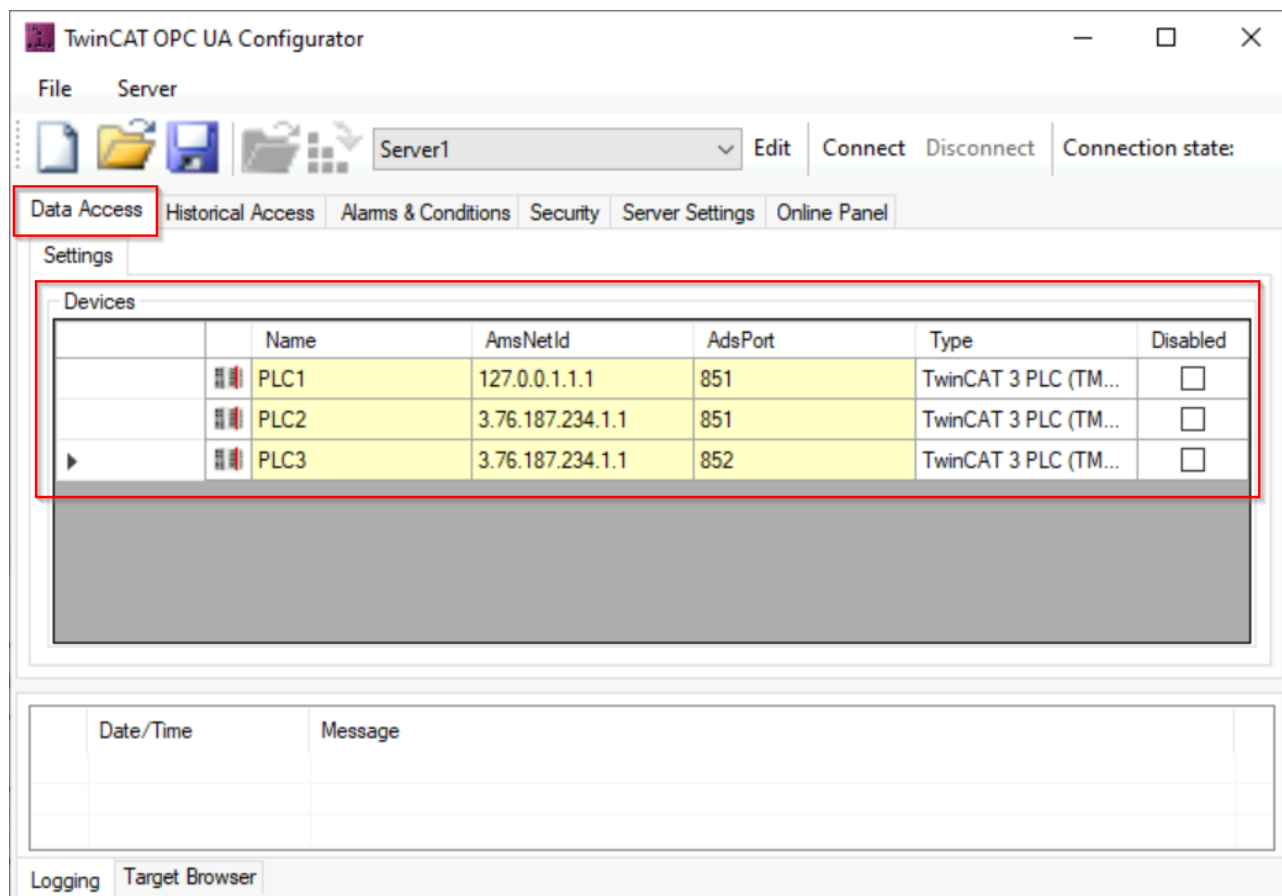 TwinCAT OPC UA Configurator
File Server
Server1 Edit Connect Disconnect Connection state:
Data Access Historical Access Alarms & Conditions Security Server Settings Online Panel
Settings
Devices
Name AmsNetId AdsPort Type Disabled
PLC1 127.0.0.1.1.1 851 TwinCAT 3 PLC (TM...
PLC2 3.76.187.234.1.1 851 TwinCAT 3 PLC (TM...
PLC3 3.76.187.234.1.1 852 TwinCAT 3 PLC (TM...
Date/Time Message
Logging Target Browser